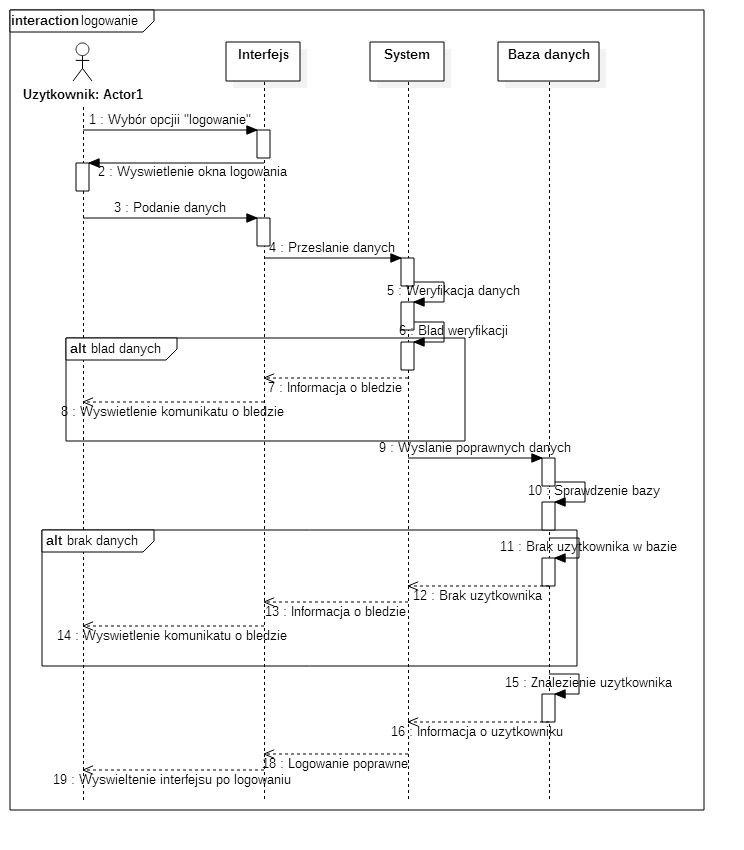 interaction logowanie
Interfejs
System
Baza danych
Uzytkownik: Actor1
1 : Wybór opcjii "logowanie"
2 : Wyswietlenie okna logowania
3 : Podanie danych
4 : Przeslanie danych
5 : Weryfikacja danych
6 : Blad weryfikacji
alt blad danych
7 : Informacja o bledzie
8 : Wyswietlenie komunikatu o bledzie
9 : Wyslanie poprawnych danych
10 : Sprawdzenie bazy
alt brak danych
11 : Brak uzytkownika w bazie
12 : Brak uzytkownika
13 : Informacja o bledzie
14 : Wyswietlenie komunikatu o bledzie
15 : Znalezienie uzytkownika
16 : Informacja o uzytkowniku
18 : Logowanie poprawne
19 : Wyswieltenie interfejsu po logowaniu